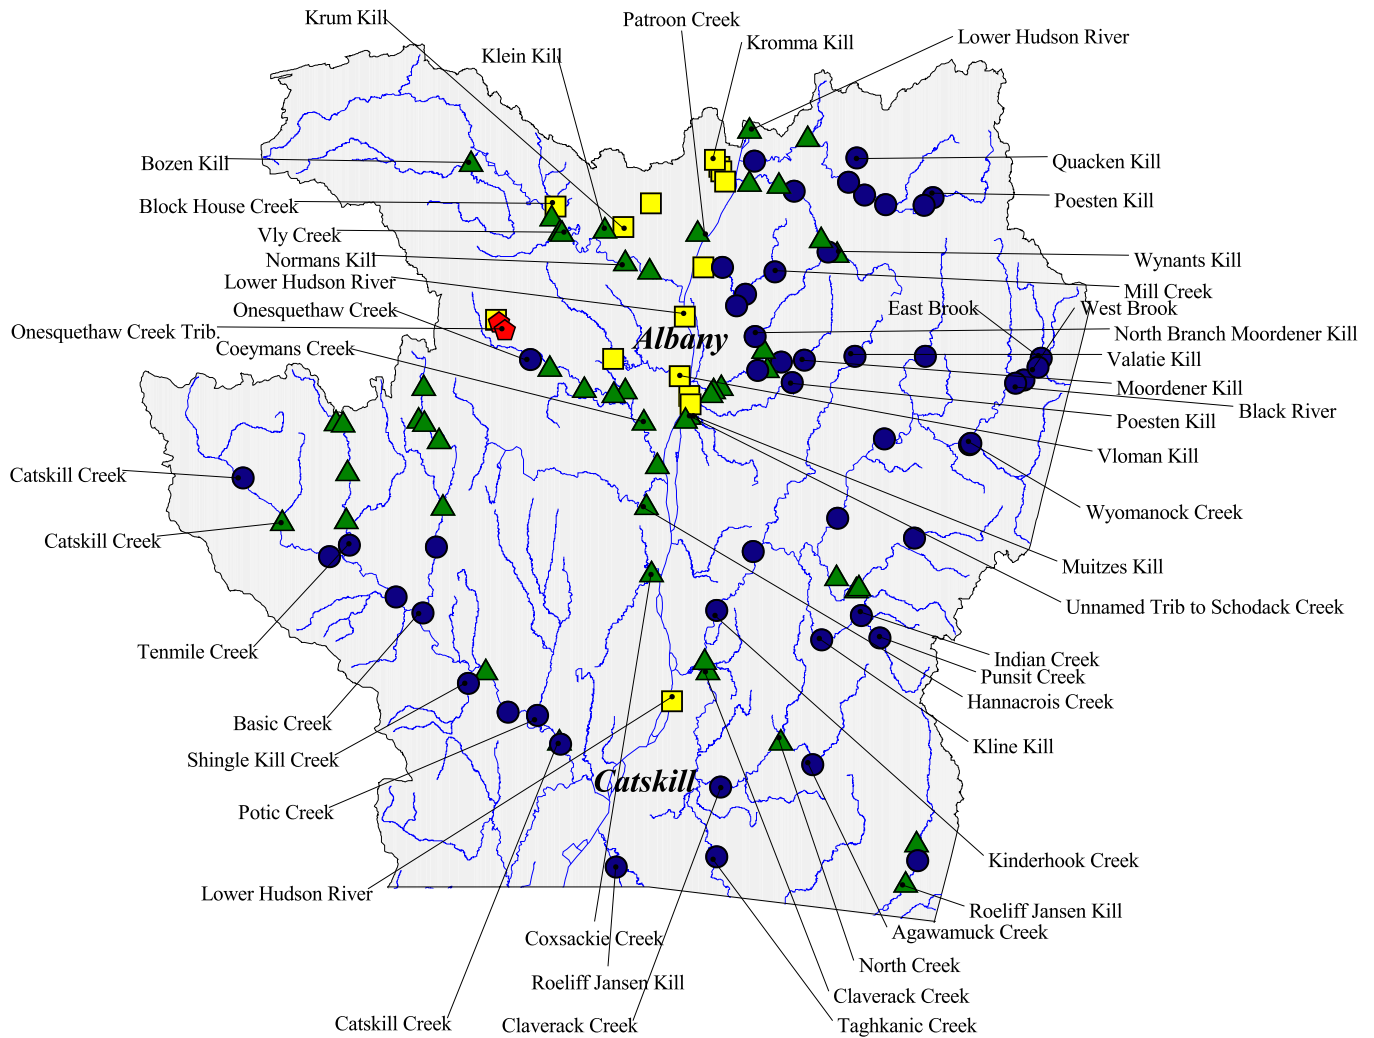 Krum Kill
Patroon Creek
Kromma Kill
Lower Hudson River
Klein Kill
Bozen Kill
Quacken Kill
Block House Creek
Poesten Kill
Vly Creek
Normans Kill
Wynants Kill
Lower Hudson River
Mill Creek
Onesquethaw Creek
East Brook
West Brook
Onesquethaw Creek Trib.
North Branch Moordener Kill
Albany
Coeymans Creek
Valatie Kill
Moordener Kill
Black River
Poesten Kill
Vloman Kill
Catskill Creek
Wyomanock Creek
Catskill Creek
Muitzes Kill
Unnamed Trib to Schodack Creek
Tenmile Creek
Indian Creek
Punsit Creek
Hannacrois Creek
Basic Creek
Kline Kill
Shingle Kill Creek
Catskill
Potic Creek
Kinderhook Creek
Lower Hudson River
Roeliff Jansen Kill
Agawamuck Creek
Coxsackie Creek
North Creek
Roeliff Jansen Kill
Claverack Creek
Catskill Creek
Claverack Creek
Taghkanic Creek